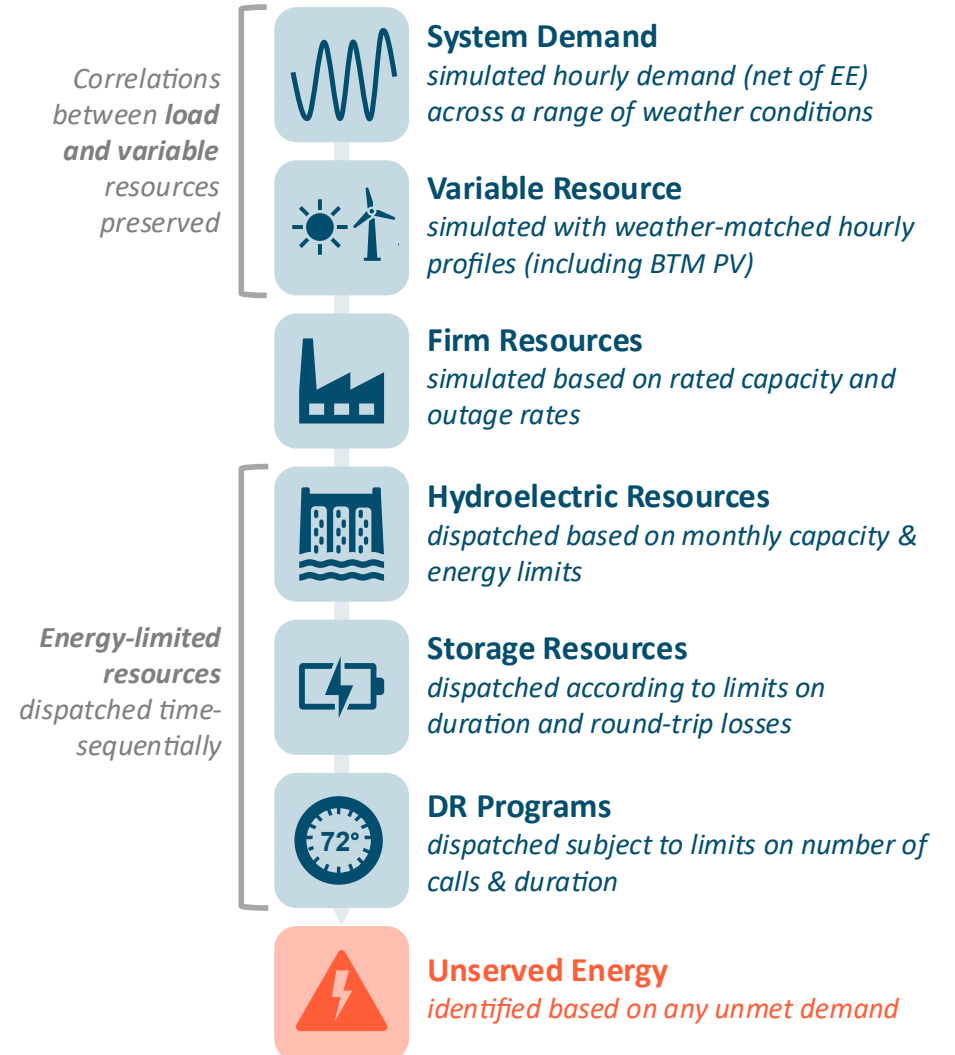 Correlations
between load
and variable
resources
preserved
System Demand
simulated hourly demand (net of EE)
across a range of weather conditions
Variable Resource
simulated with weather-matched hourly
profiles (including BTM PV)
Firm Resources
simulated based on rated capacity and
outage rates
Energy-limited
resources
dispatched time-
sequentially
Hydroelectric Resources
dispatched based on monthly capacity &
energy limits
Storage Resources
dispatched according to limits on
duration and round-trip losses
72°
DR Programs
dispatched subject to limits on number of
calls & duration
Unserved Energy
identified based on any unmet demand